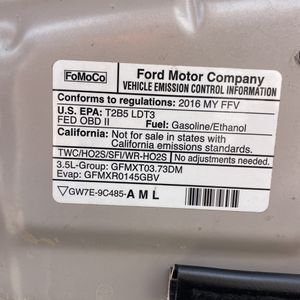 FoMoCo
Ford Motor Company
VEHICLE EMISSION CONTROL INFORMATION
Conforms to regulations: 2016 MY FFV
U.S. EPA: T2B5 LDT3
FED OBD II Fuel: Gasoline/Ethanol
California: Not for sale in states with
California emissions standards.
TWC/HO2S/SFI/WR-HO2S No adjustments needed.
3.5L-Group: GFMXT03.73DM
Evap: GFMXR0145GBV
GW7E-9C485-A M L